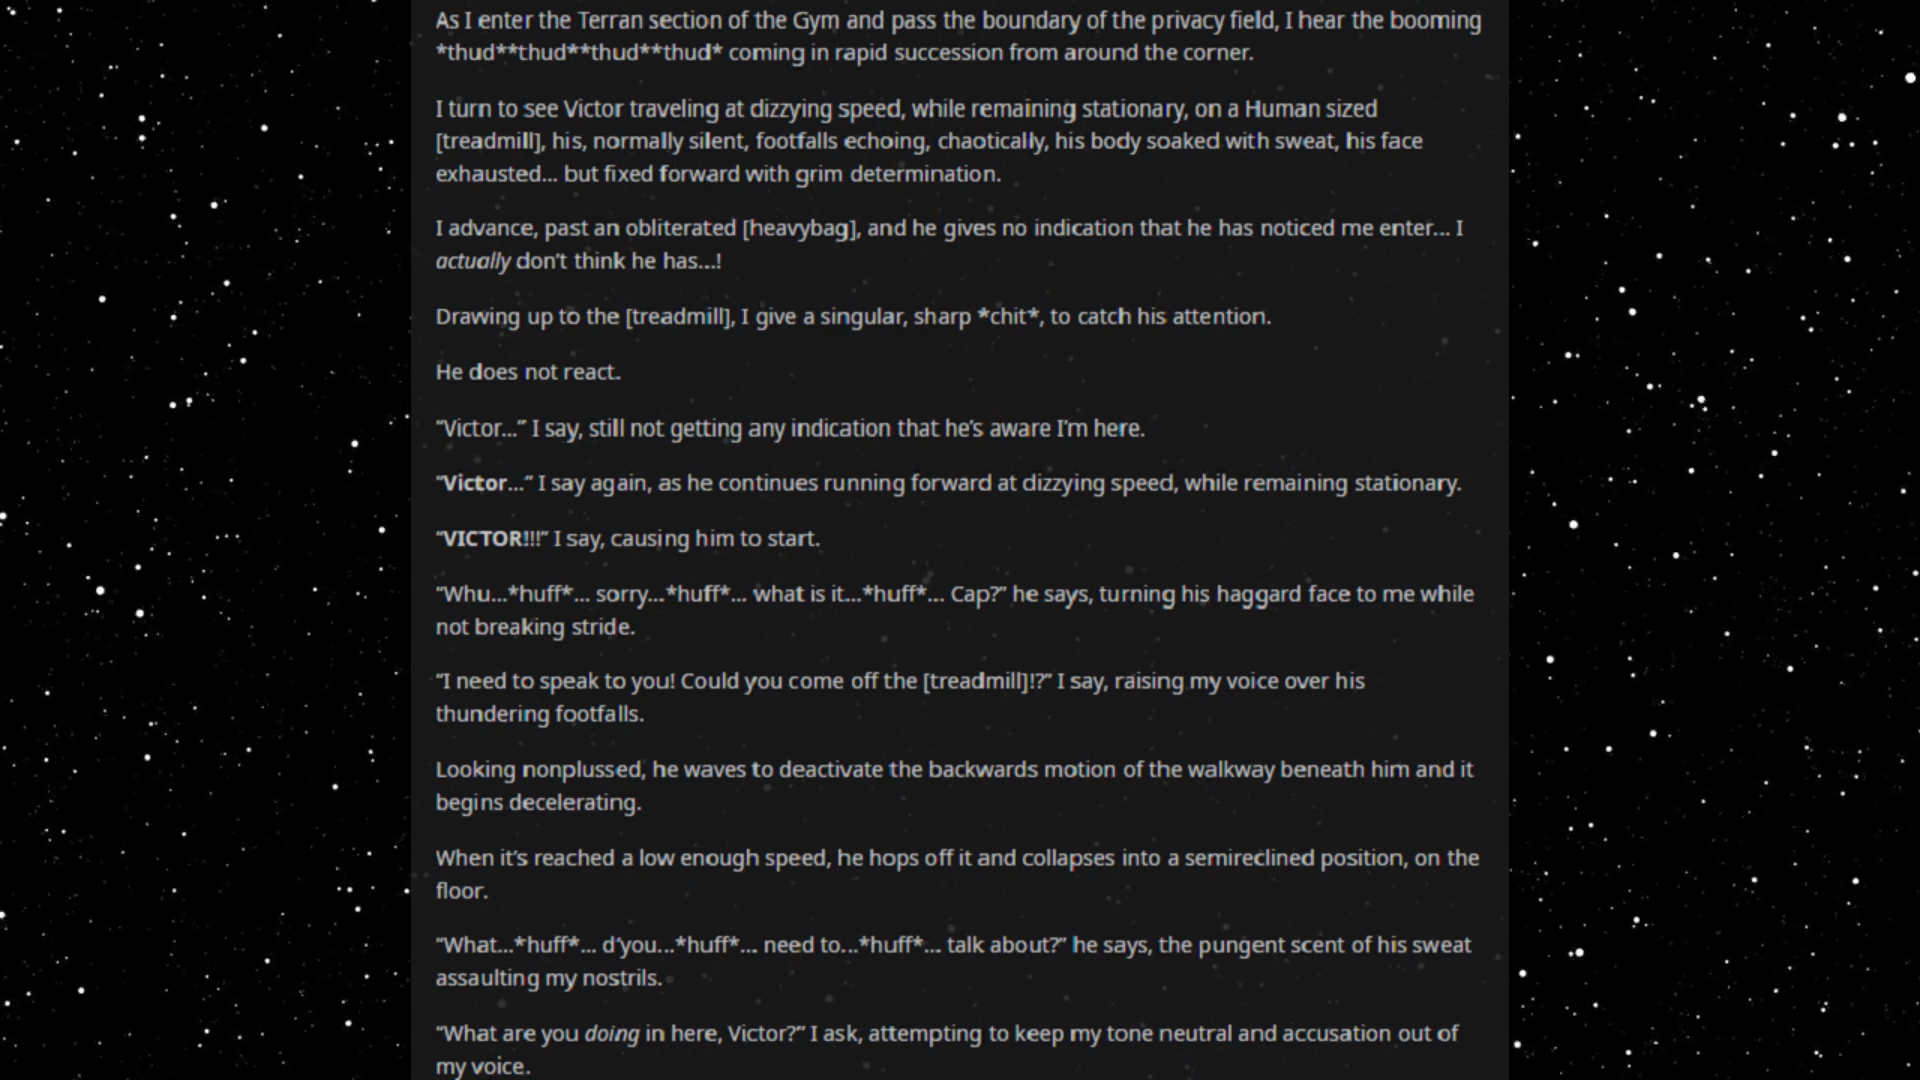 As I enter the Terran section of the Gym and pass the boundary of the privacy field, I hear the booming
*thud**thud**thud**thud* coming in rapid succession from around the corner.
I turn to see Victor traveling at dizzying speed, while remaining stationary, on a Human sized
[treadmill], his, normally silent, footfalls echoing, chaotically, his body soaked with sweat, his face
exhausted... but fixed forward with grim determination.
I advance, past an obliterated [heavybag], and he gives no indication that he has noticed me enter... I
actually don’t think he has...!
Drawing up to the [treadmill], I give a singular, sharp *chit*, to catch his attention.
He does not react.
“Victor...” I say, still not getting any indication that he’s aware I’m here.
“Victor...” I say again, as he continues running forward at dizzying speed, while remaining stationary.
“VICTOR!!!” I say, causing him to start.
“Whu...*huff*... sorry...*huff*... what is it...*huff*... Cap?” he says, turning his haggard face to me while
not breaking stride.
“I need to speak to you! Could you come off the [treadmill]!?” I say, raising my voice over his
thundering footfalls.
Looking nonplussed, he waves to deactivate the backwards motion of the walkway beneath him and it
begins decelerating.
When it’s reached a low enough speed, he hops off it and collapses into a semireclined position, on the
floor.
“What...*huff*... d’you...*huff*... need to...*huff*... talk about?” he says, the pungent scent of his sweat
assaulting my nostrils.
“What are you doing in here, Victor?” I ask, attempting to keep my tone neutral and accusation out of
my voice.